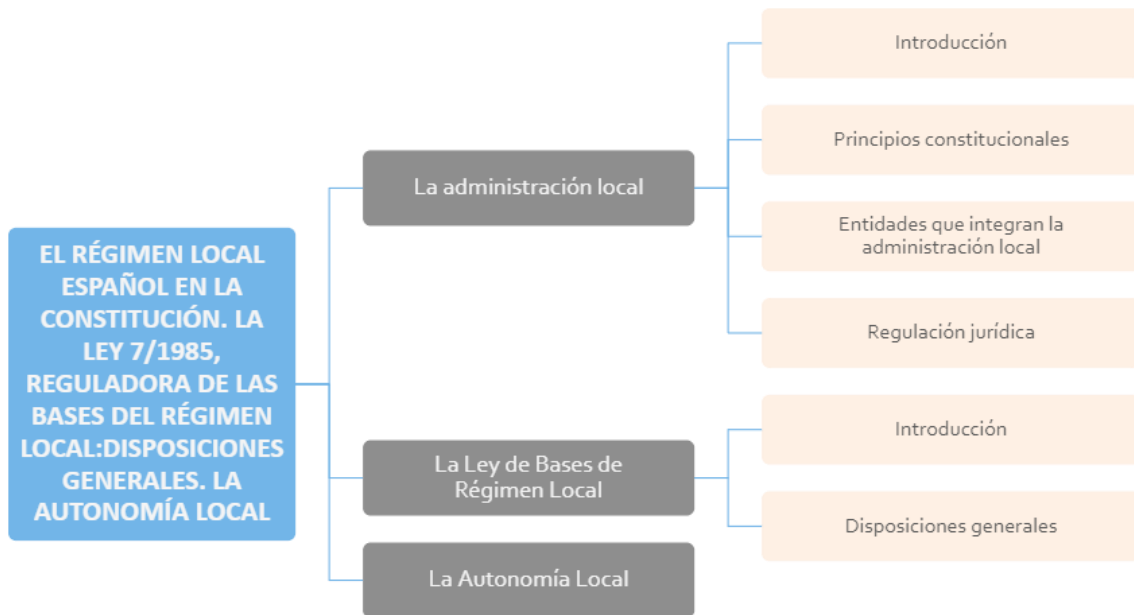 EL RÉGIMEN LOCAL
ESPAÑOL EN LA
CONSTITUCIÓN. LA
LEY 7/1985,
REGULADORA DE LAS
BASES DEL RÉGIMEN
LOCAL:DISPOSICIONES
GENERALES. LA
AUTONOMÍA LOCAL
La administración local
Introducción
Principios constitucionales
Entidades que integran la
administración local
Regulación jurídica
La Ley de Bases de
Régimen Local
Introducción
Disposiciones generales
La Autonomía Local